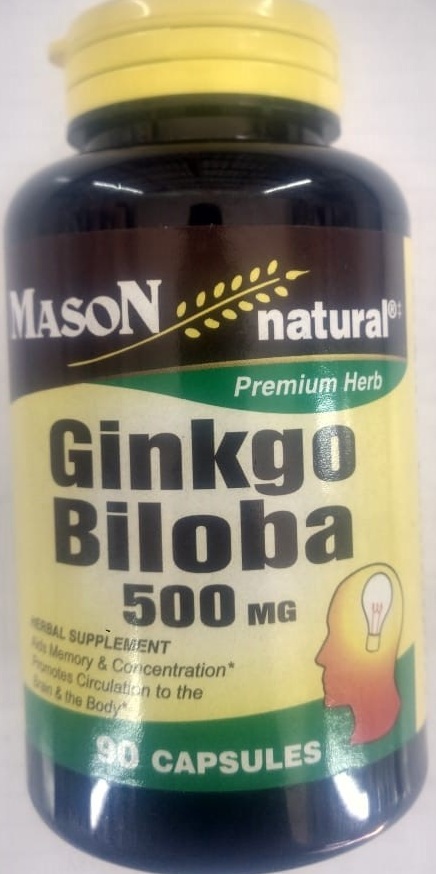 MASON natural®‡
Premium Herb
Ginkgo
Biloba
500 MG
HERBAL SUPPLEMENT
Aids Memory & Concentration*
Promotes Circulation to the
Brain & the Body*
90 CAPSULES